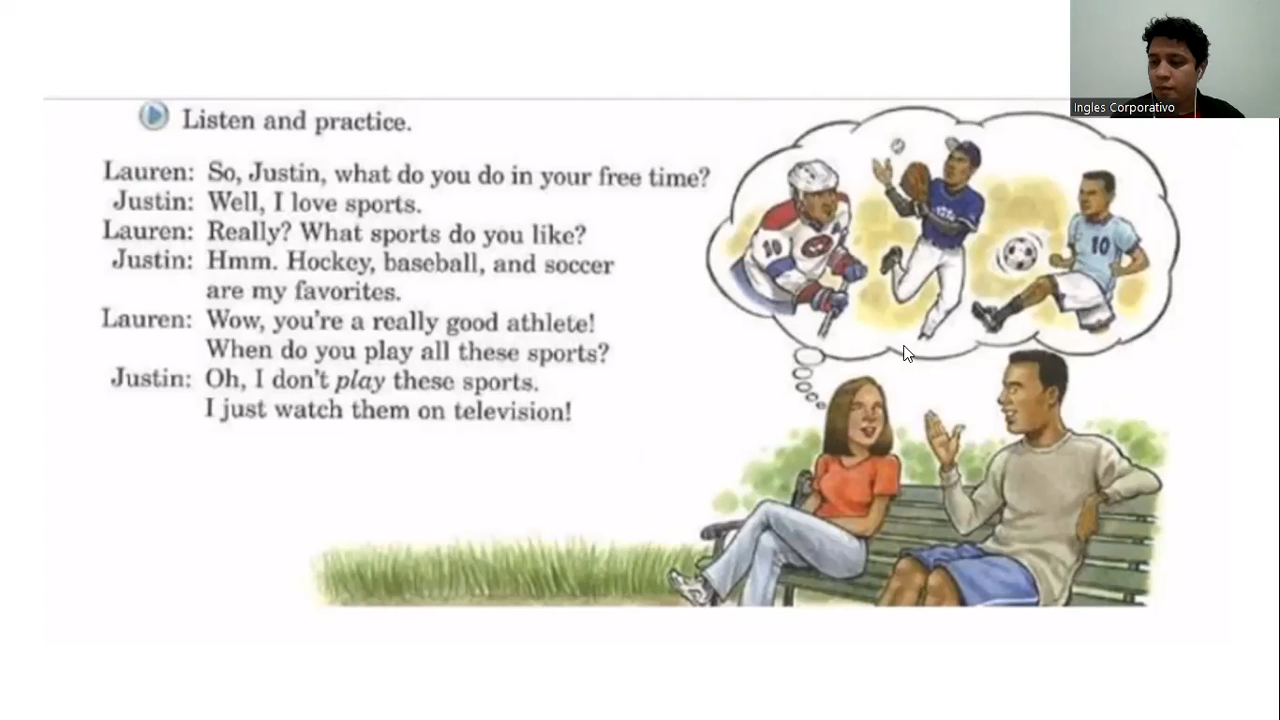 Ingles Corporativo
Listen and practice.
Lauren: So, Justin, what do you do in your free time?
Justin: Well, I love sports.
Lauren: Really? What sports do you like?
Justin: Hmm. Hockey, baseball, and soccer
are my favorites.
Lauren: Wow, you're a really good athlete!
When do you play all these sports?
Justin: Oh, I don't play these sports.
I just watch them on television!
10
10